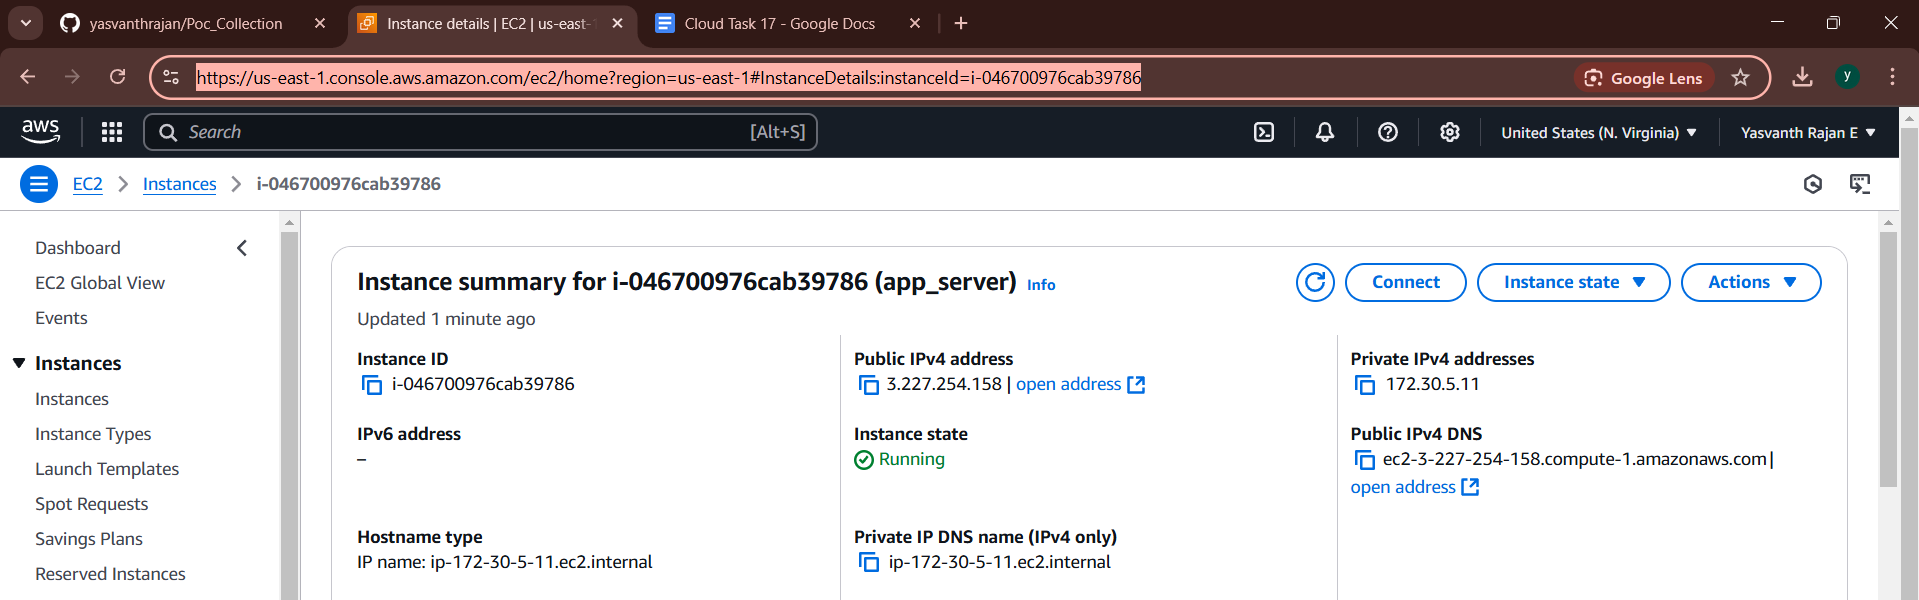 yasvanthrajan/Poc_Collection
Instance details | EC2 | us-east-1
Cloud Task 17 - Google Docs
https://us-east-1.console.aws.amazon.com/ec2/home?region=us-east-1#InstanceDetails:instanceId=i-046700976cab39786
Google Lens
y
aws
Search
[Alt+S]
United States (N. Virginia)
Yasvanth Rajan E
EC2 > Instances > i-046700976cab39786
Dashboard
EC2 Global View
Events
Instances
Instances
Instance Types
Launch Templates
Spot Requests
Savings Plans
Reserved Instances
Instance summary for i-046700976cab39786 (app_server) Info
Updated 1 minute ago
Connect
Instance state
Actions
Instance ID
i-046700976cab39786
Public IPv4 address
3.227.254.158 | open address
Private IPv4 addresses
172.30.5.11
IPv6 address
–
Instance state
Running
Public IPv4 DNS
ec2-3-227-254-158.compute-1.amazonaws.com |
open address
Hostname type
IP name: ip-172-30-5-11.ec2.internal
Private IP DNS name (IPv4 only)
ip-172-30-5-11.ec2.internal